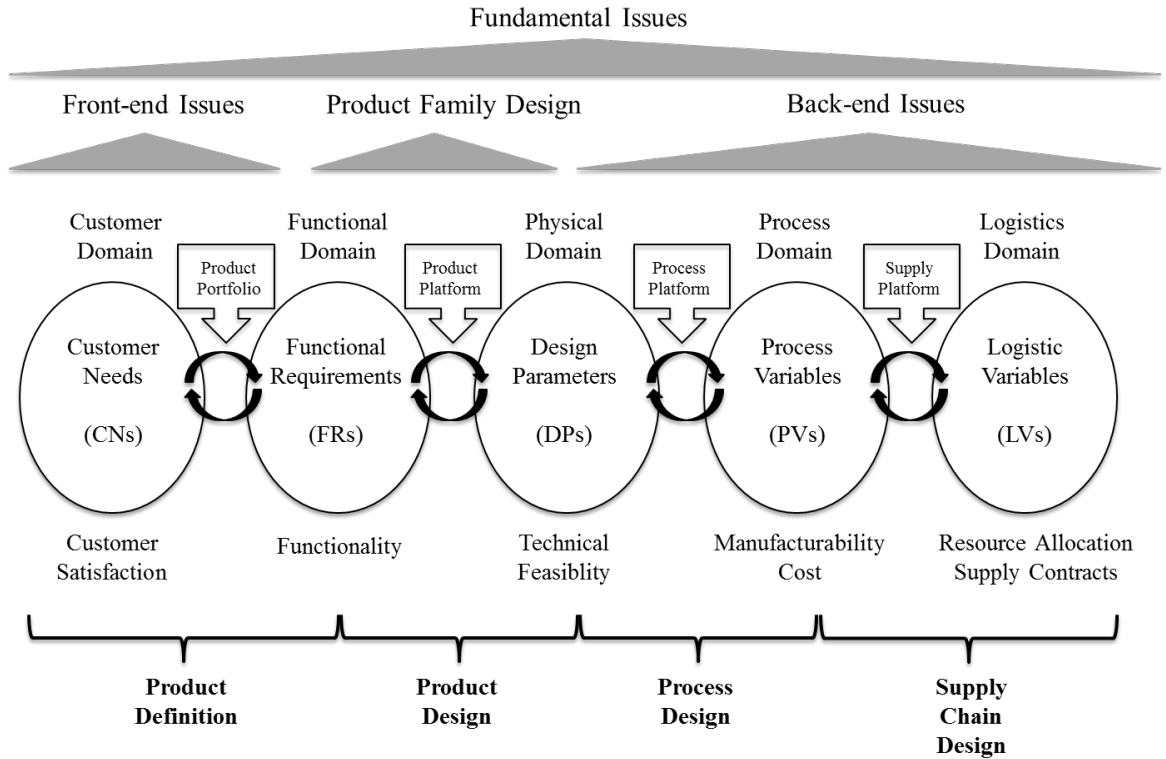 Fundamental Issues
Front-end Issues
Product Family Design
Back-end Issues
Customer
Domain
Functional
Domain
Physical
Domain
Process
Domain
Logistics
Domain
Product
Portfolio
Product
Platform
Process
Platform
Supply
Platform
Customer
Needs
(CNs)
Functional
Requirements
(FRs)
Design
Parameters
(DPs)
Process
Variables
(PVs)
Logistic
Variables
(LVs)
Customer
Satisfaction
Functionality
Technical
Feasiblity
Manufacturability
Cost
Resource Allocation
Supply Contracts
Product
Definition
Product
Design
Process
Design
Supply
Chain
Design